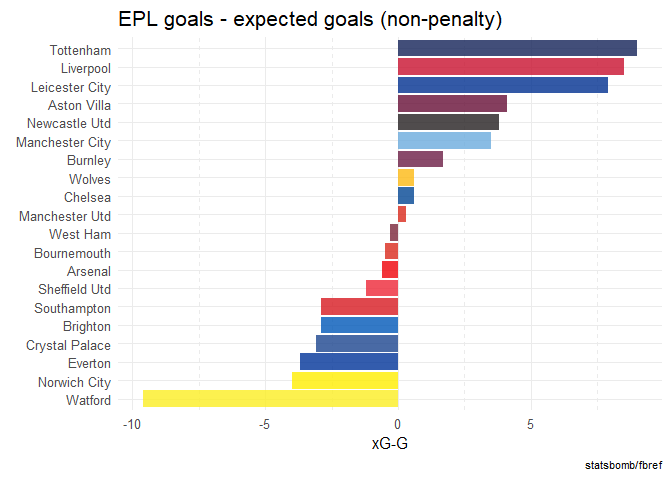 EPL goals - expected goals (non-penalty)
Tottenham
Liverpool
Leicester City
Aston Villa
Newcastle Utd
Manchester City
Burnley
Wolves
Chelsea
Manchester Utd
West Ham
Bournemouth
Arsenal
Sheffield Utd
Southampton
Brighton
Crystal Palace
Everton
Norwich City
Watford
-10 -5 0 5
xG-G
statsbomb/fbref